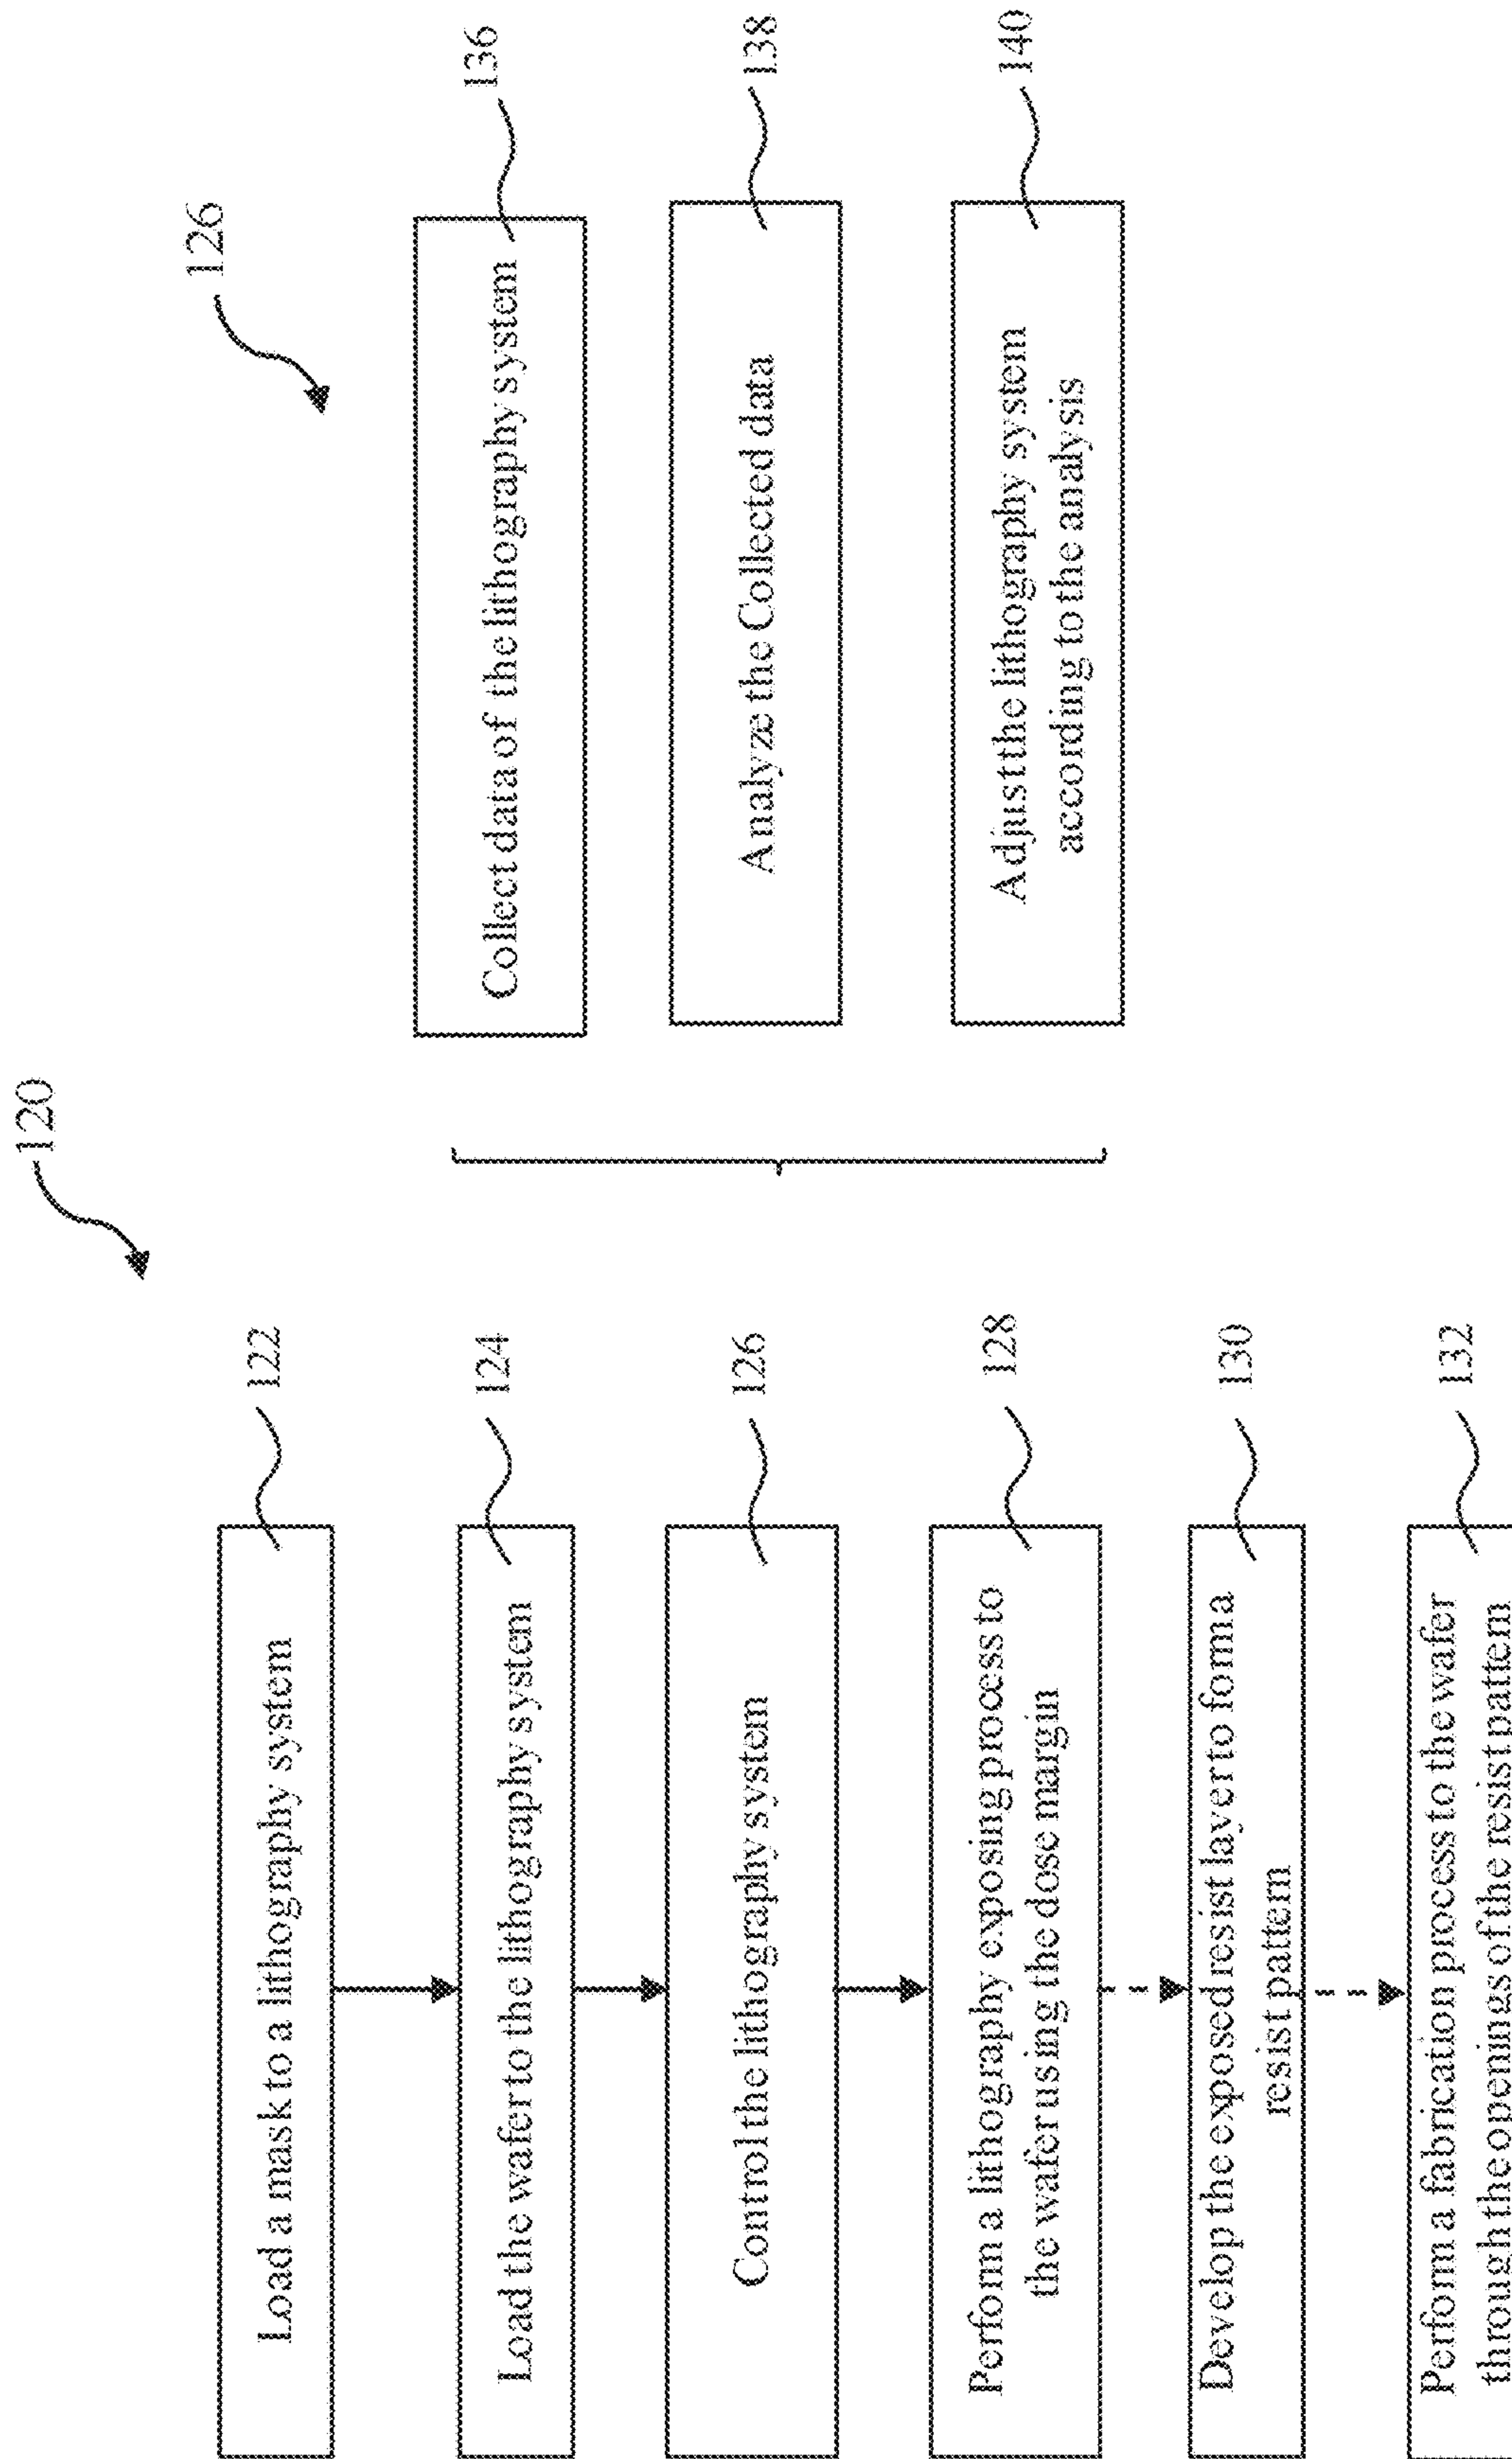 120
Load a mask to a lithography system
122
Load the wafer to the lithography system
124
Control the lithography system
126
Perform a lithography exposing process to
the wafer using the dose margin
128
Develop the exposed resist layer to form a
resist pattern
130
Perform a fabrication process to the wafer
through the openings of the resist pattern
132
126
Collect data of the lithography system
136
Analyze the Collected data
138
Adjust the lithography system
according to the analysis
140